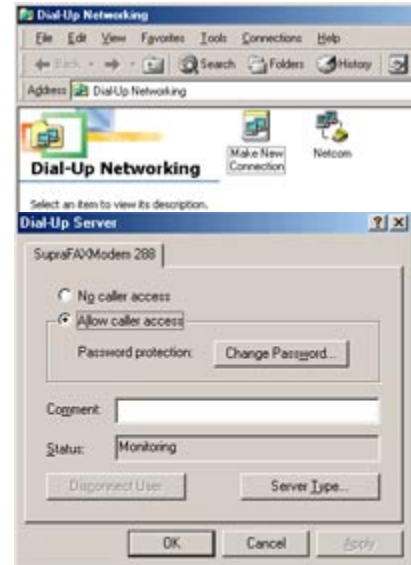 Dial-Up Networking
File Edit View Favorites Tools Connections Help
Back Search Folders History
Address Dial-Up Networking
Dial-Up Networking
Make New Connection
Netcom
Select an item to view its description.
Dial-Up Server
SupraFAXModem 288
No caller access
Allow caller access
Password protection: Change Password...
Comment:
Status: Monitoring
Disconnect User Server Type...
OK Cancel Apply